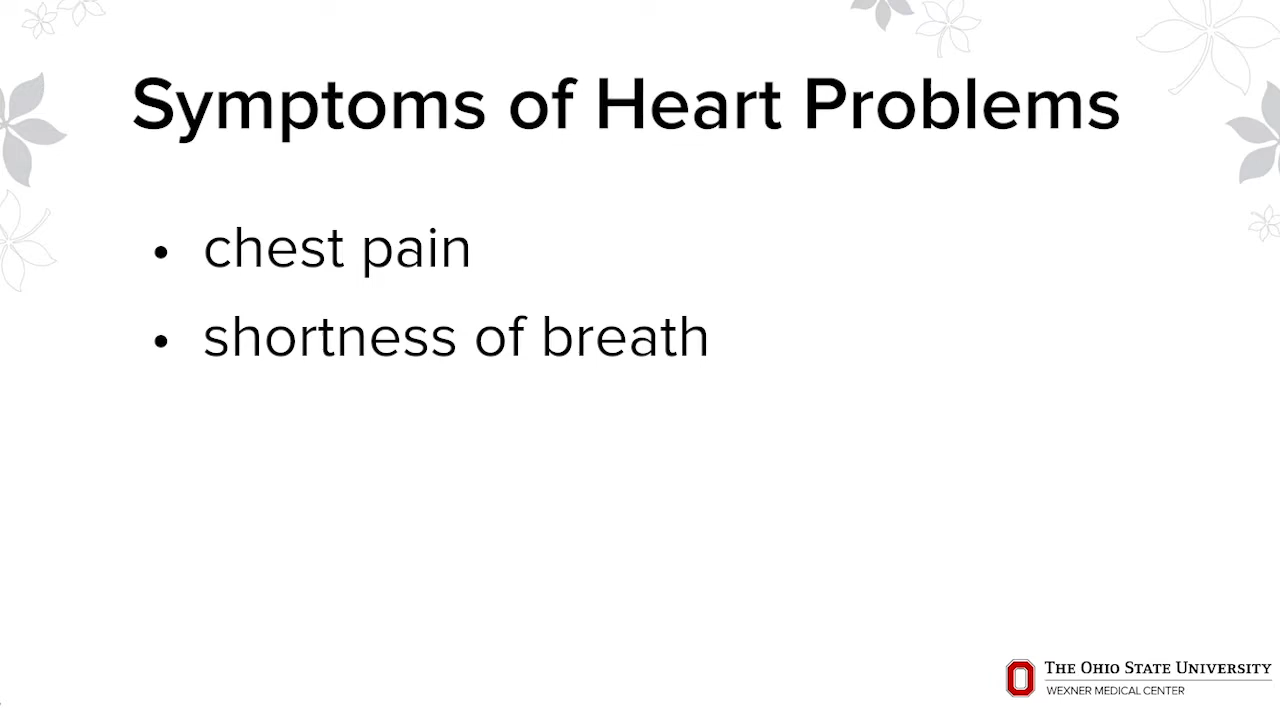 Symptoms of Heart Problems
• chest pain
• shortness of breath
THE OHIO STATE UNIVERSITY
WEXNER MEDICAL CENTER